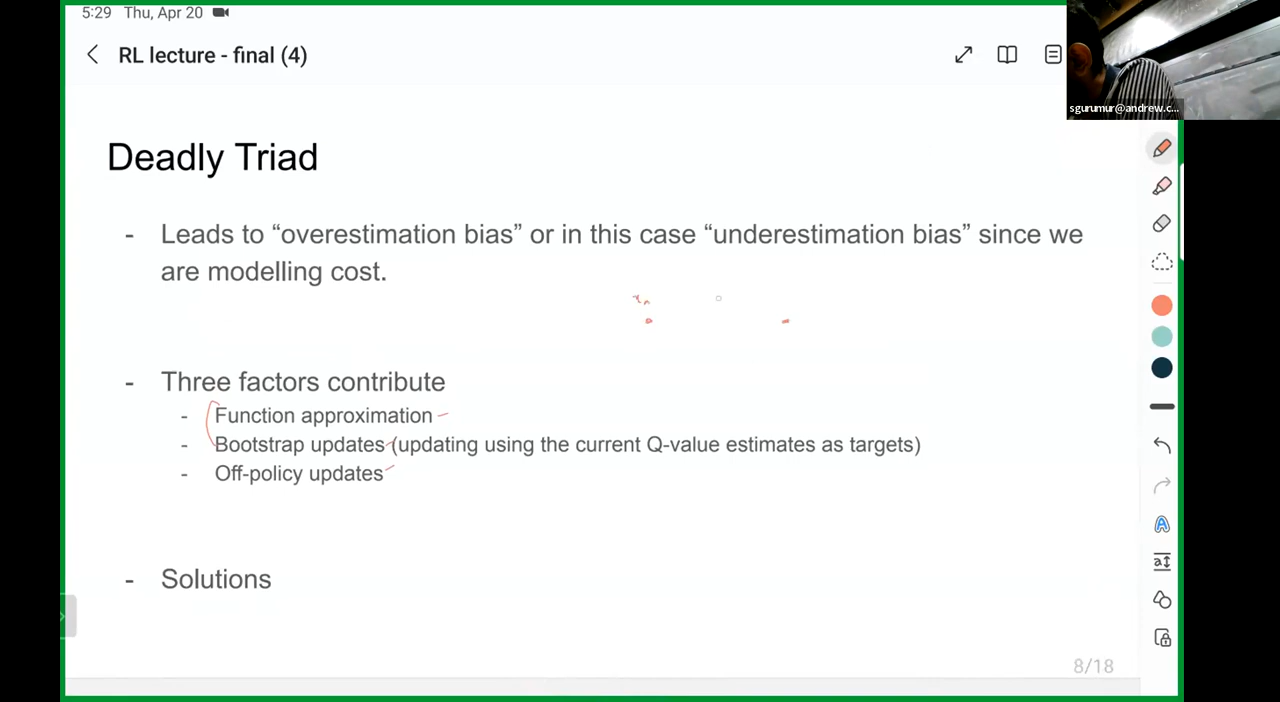 5:29 Thu, Apr 20
RL lecture - final (4)
sgurumur@andrew.c...
Deadly Triad
- Leads to “overestimation bias” or in this case “underestimation bias” since we
are modelling cost.
- Three factors contribute
- Function approximation
- Bootstrap updates (updating using the current Q-value estimates as targets)
- Off-policy updates
- Solutions
8/18